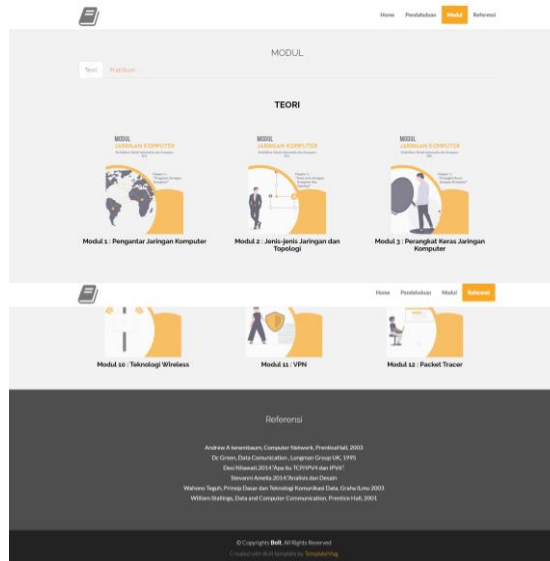 Home Pendahuluan Modul Referensi
MODUL
Teori Praktikum
TEORI
MODUL
JARINGAN KOMPUTER
MODUL
JARINGAN KOMPUTER
MODUL
JARINGAN KOMPUTER
Modul 1 : Pengantar Jaringan Komputer
Modul 2 : Jenis-jenis Jaringan dan
Topologi
Modul 3 : Perangkat Keras Jaringan
Komputer
Home Pendahuluan Modul Referensi
Modul 10 : Teknologi Wireless
Modul 11 : VPN
Modul 12 : Packet Tracer
Referensi
Andrew A tenembaum, Computer Network, PrenticeHall, 2003
Dc Green, Data Comunication , Longman Group UK, 1995
Desi Nilawati.2014."Apa itu TCP/IPV4 dan IPV6".
Stevanni Amelia.2014."Analisis dan Desain
Wahono Teguh, Prinsip Dasar dan Teknologi Komunikasi Data, Graha ILmu 2003
William Stallings, Data and Computer Communication, Prentice Hall, 2001
© Copyrights Bolt. All Rights Reserved
Created with Bolt template by TemplateMag